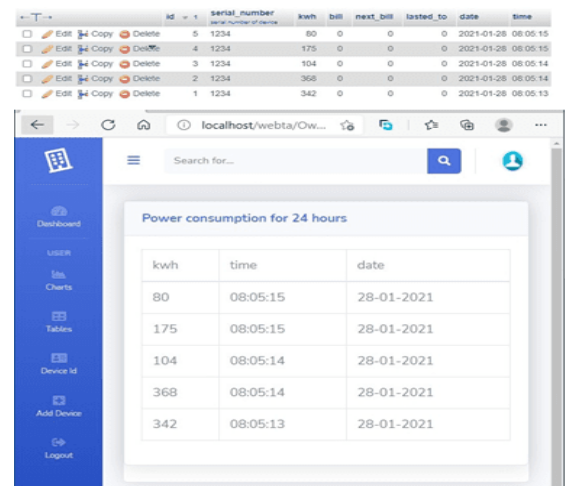 ←T→ id serial_number kwh bill next_bill lasted_to date time
serial number of device
Edit Copy Delete 5 1234 80 0 0 0 2021-01-28 08:05:15
Edit Copy Delete 4 1234 175 0 0 0 2021-01-28 08:05:15
Edit Copy Delete 3 1234 104 0 0 0 2021-01-28 08:05:14
Edit Copy Delete 2 1234 368 0 0 0 2021-01-28 08:05:14
Edit Copy Delete 1 1234 342 0 0 0 2021-01-28 08:05:13
localhost/webta/Ow...
Search for...
Dashboard
USER
Charts
Tables
Device Id
Add Device
Logout
Power consumption for 24 hours
kwh time date
80 08:05:15 28-01-2021
175 08:05:15 28-01-2021
104 08:05:14 28-01-2021
368 08:05:14 28-01-2021
342 08:05:13 28-01-2021